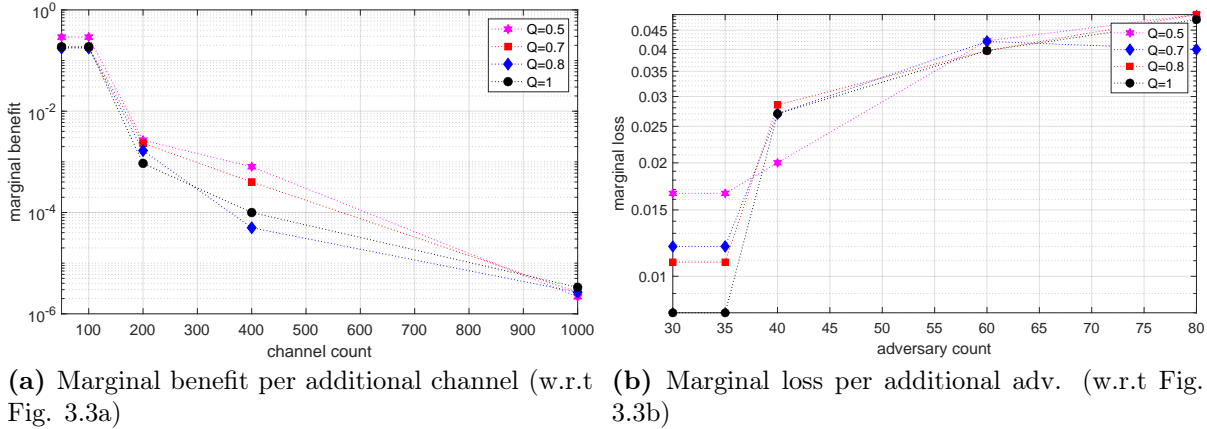 10^0
10^-2
10^-4
10^-6
marginal benefit
100 200 300 400 500 600 700 800 900 1000
channel count
Q=0.5
Q=0.7
Q=0.8
Q=1
0.045
0.04
0.035
0.03
0.025
0.02
0.015
0.01
marginal loss
30 35 40 45 50 55 60 65 70 75 80
adversary count
Q=0.5
Q=0.7
Q=0.8
Q=1
(a) Marginal benefit per additional channel (w.r.t
Fig. 3.3a)
(b) Marginal loss per additional adv. (w.r.t Fig.
3.3b)